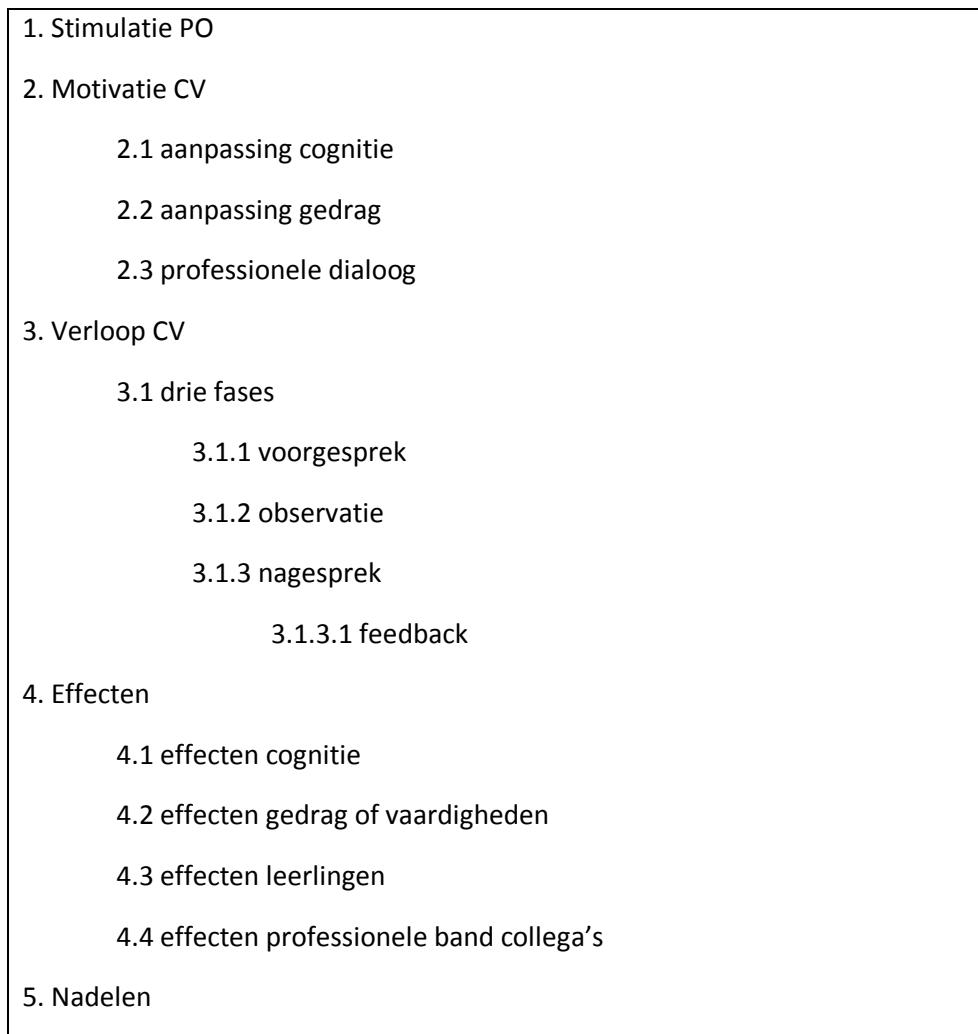 1. Stimulatie PO
2. Motivatie CV
2.1 aanpassing cognitie
2.2 aanpassing gedrag
2.3 professionele dialoog
3. Verloop CV
3.1 drie fases
3.1.1 voorgesprek
3.1.2 observatie
3.1.3 nagesprek
3.1.3.1 feedback
4. Effecten
4.1 effecten cognitie
4.2 effecten gedrag of vaardigheden
4.3 effecten leerlingen
4.4 effecten professionele band collega’s
5. Nadelen